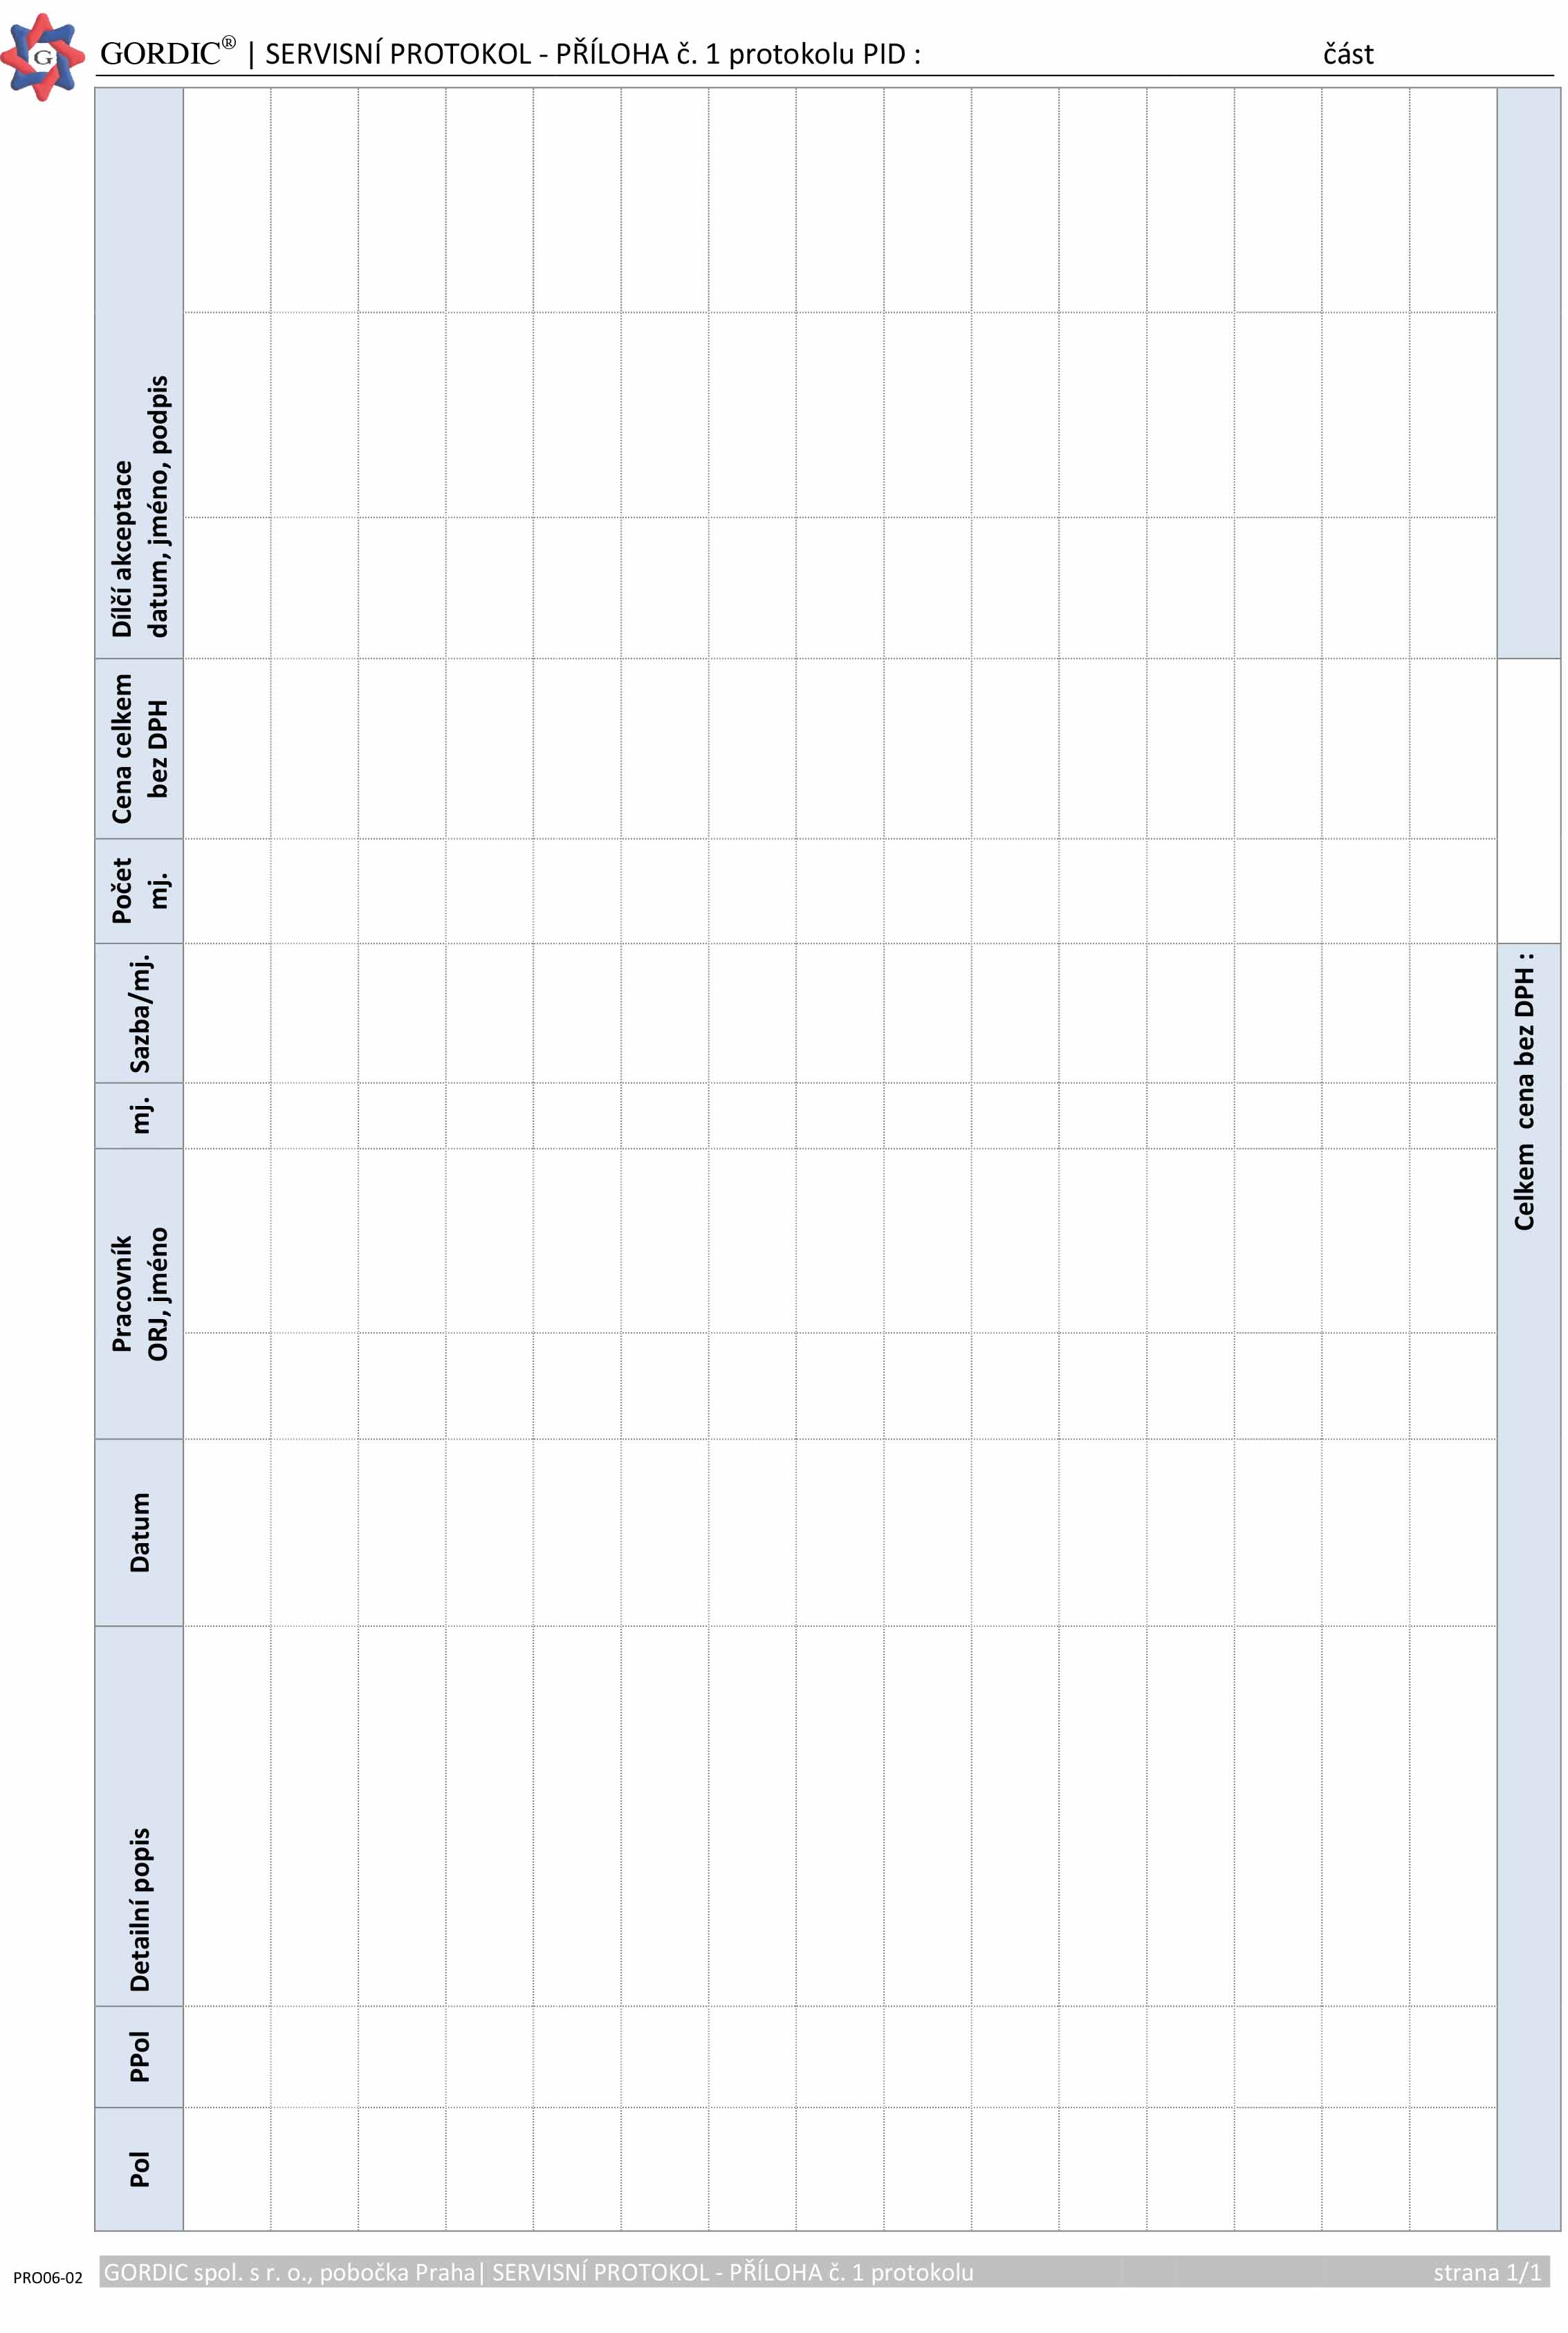 G
GORDIC® | SERVISNÍ PROTOKOL - PŘÍLOHA č. 1 protokolu PID : část
Pol
PPol
Detailní popis
Datum
Pracovník
ORJ, jméno
mj.
Sazba/mj.
Počet
mj.
Cena celkem
bez DPH
Dílčí akceptace
datum, jméno, podpis
Celkem cena bez DPH :
PRO06-02
GORDIC spol. s r. o., pobočka Praha| SERVISNÍ PROTOKOL - PŘÍLOHA č. 1 protokolu strana 1/1